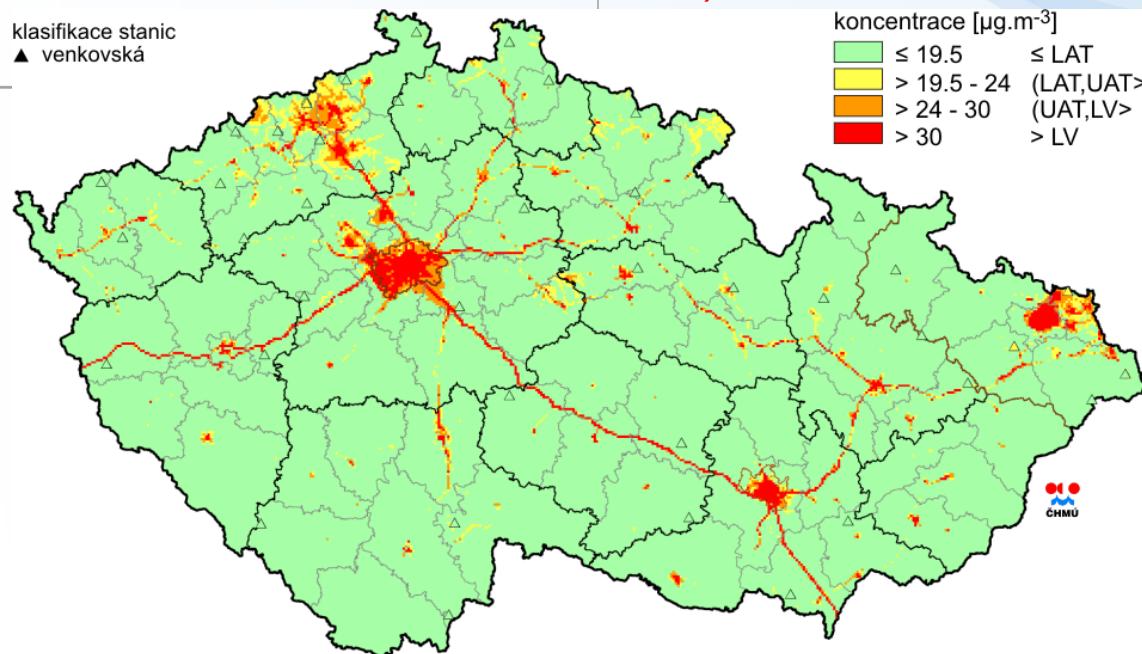 klasifikace stanic
▲ venkovská
koncentrace [µg.m-3]
≤ 19.5 ≤ LAT
> 19.5 - 24 (LAT,UAT>
> 24 - 30 (UAT,LV>
> 30 > LV
ČHMÚ